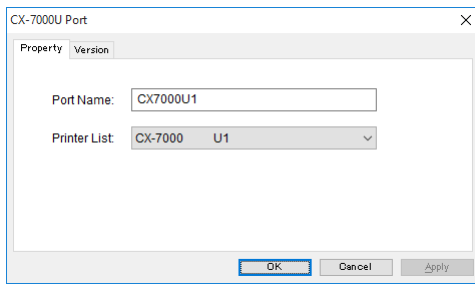 CX-7000U Port
Property Version
Port Name: CX7000U1
Printer List: CX-7000 U1
OK Cancel Apply